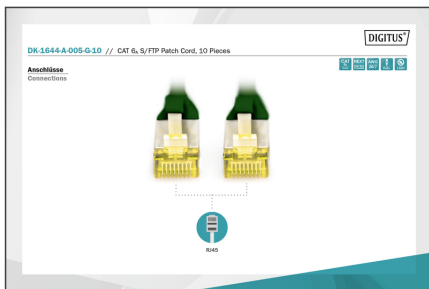 DIGITUS®
DK-1644-A-005-G-10 // CAT 6A S/FTP Patch Cord, 10 Pieces
Anschlüsse
Connections
RJ45